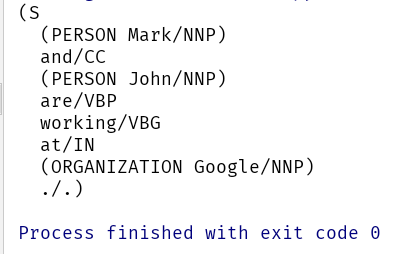 (S
  (PERSON Mark/NNP)
  and/CC
  (PERSON John/NNP)
  are/VBP
  working/VBG
  at/IN
  (ORGANIZATION Google/NNP)
  ./.)
Process finished with exit code 0